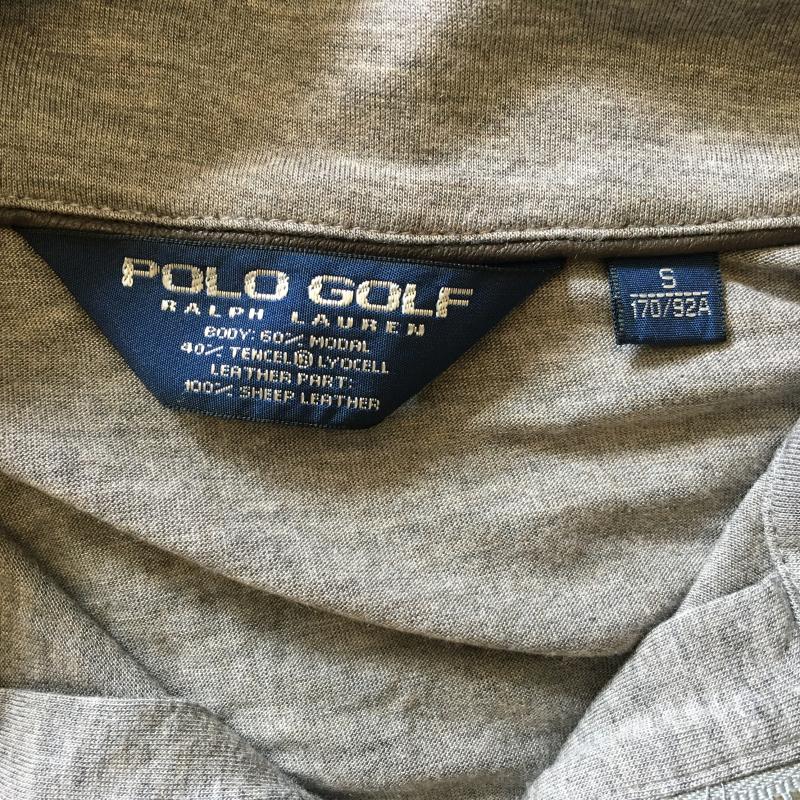 POLO GOLF
RALPH LAUREN
BODY: 60% MODAL
40% TENCEL® LYOCELL
LEATHER PART:
100% SHEEP LEATHER
S
170/92A